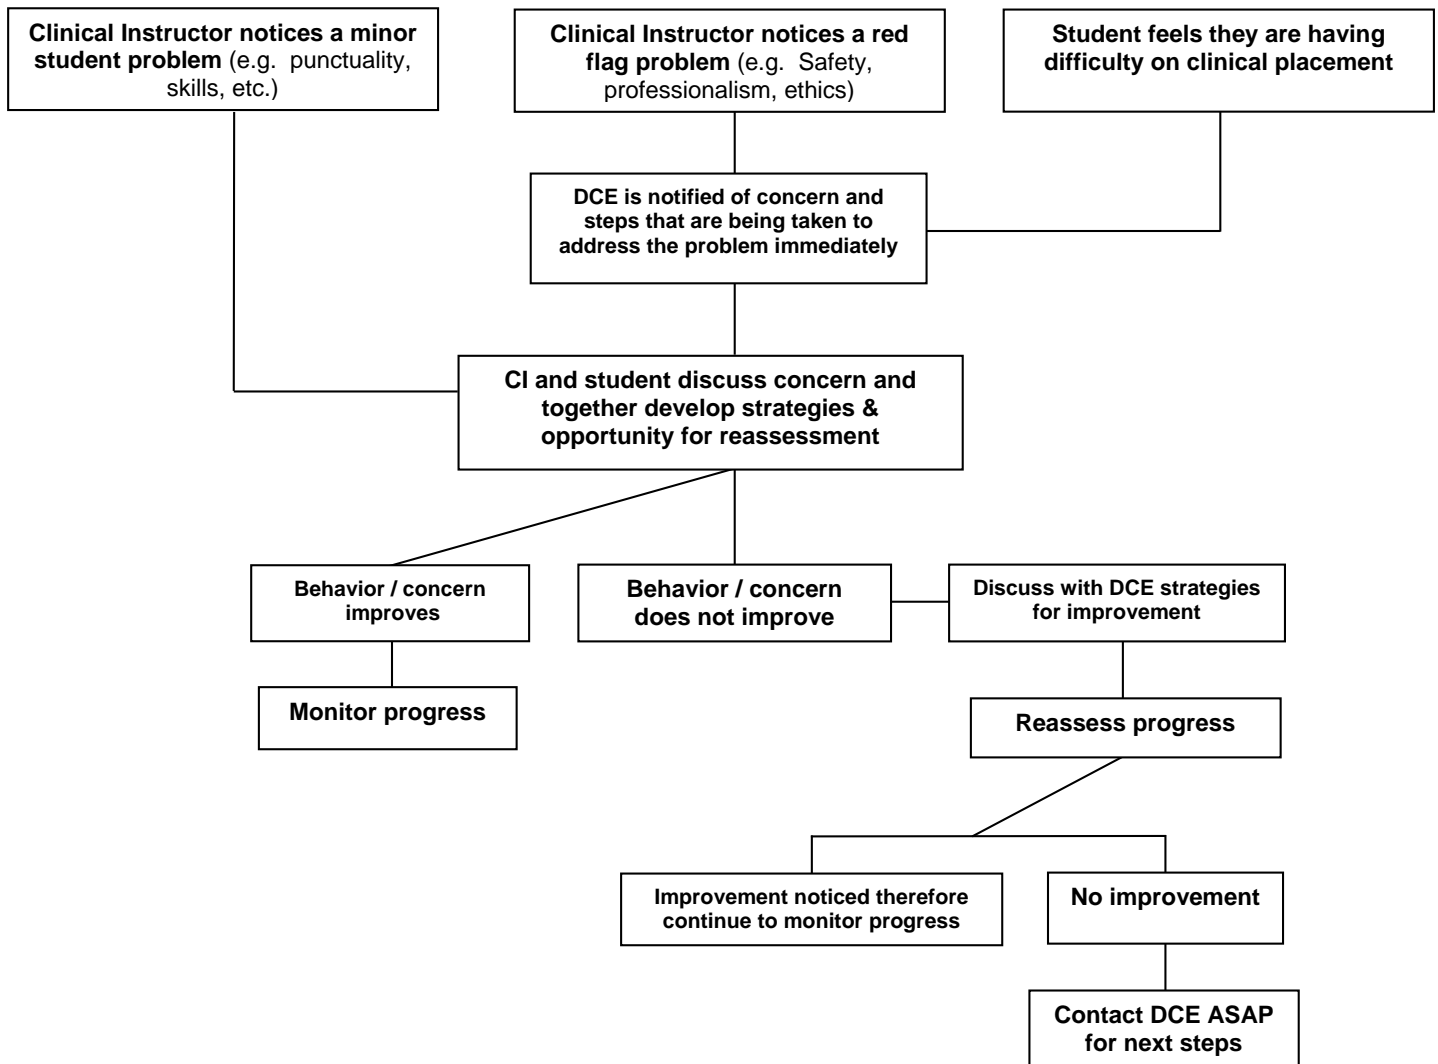 Clinical Instructor notices a minor
student problem (e.g. punctuality,
skills, etc.)
Clinical Instructor notices a red
flag problem (e.g. Safety,
professionalism, ethics)
Student feels they are having
difficulty on clinical placement
DCE is notified of concern and
steps that are being taken to
address the problem immediately
CI and student discuss concern and
together develop strategies &
opportunity for reassessment
Behavior / concern
improves
Behavior / concern
does not improve
Discuss with DCE strategies
for improvement
Monitor progress
Reassess progress
Improvement noticed therefore
continue to monitor progress
No improvement
Contact DCE ASAP
for next steps